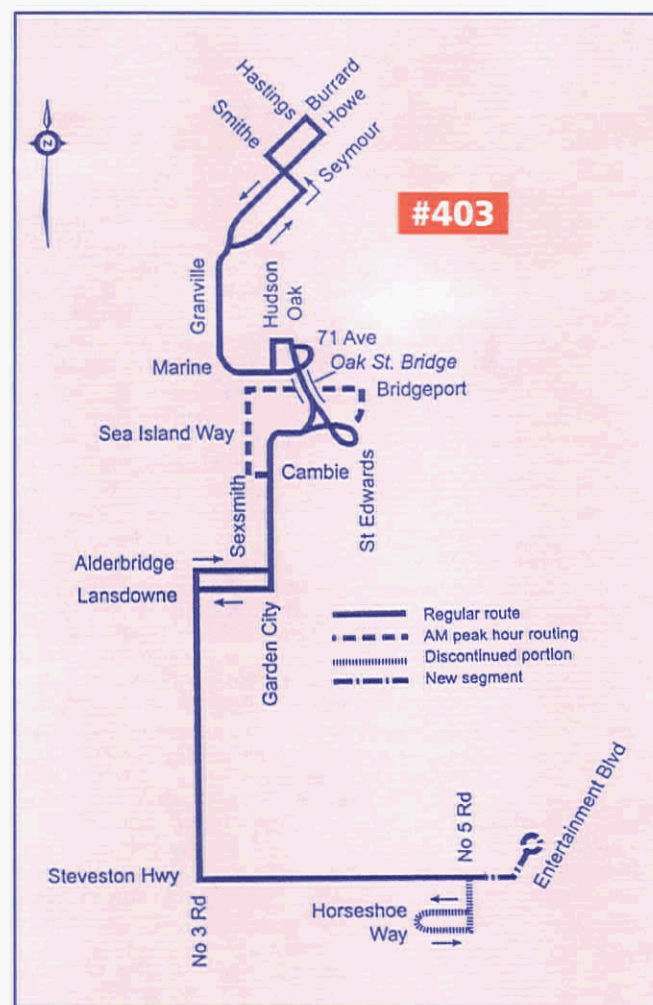 Hastings
Burrard
Howe
Smithe
Seymour
N
#403
Granville
Hudson
Oak
71 Ave
Marine
Oak St. Bridge
Bridgeport
Sea Island Way
Cambie
Sexsmith
St Edwards
Alderbridge
Lansdowne
Garden City
Regular route
AM peak hour routing
Discontinued portion
New segment
Entertainment Blvd
No 5 Rd
Steveston Hwy
Horseshoe
Way
No 3 Rd